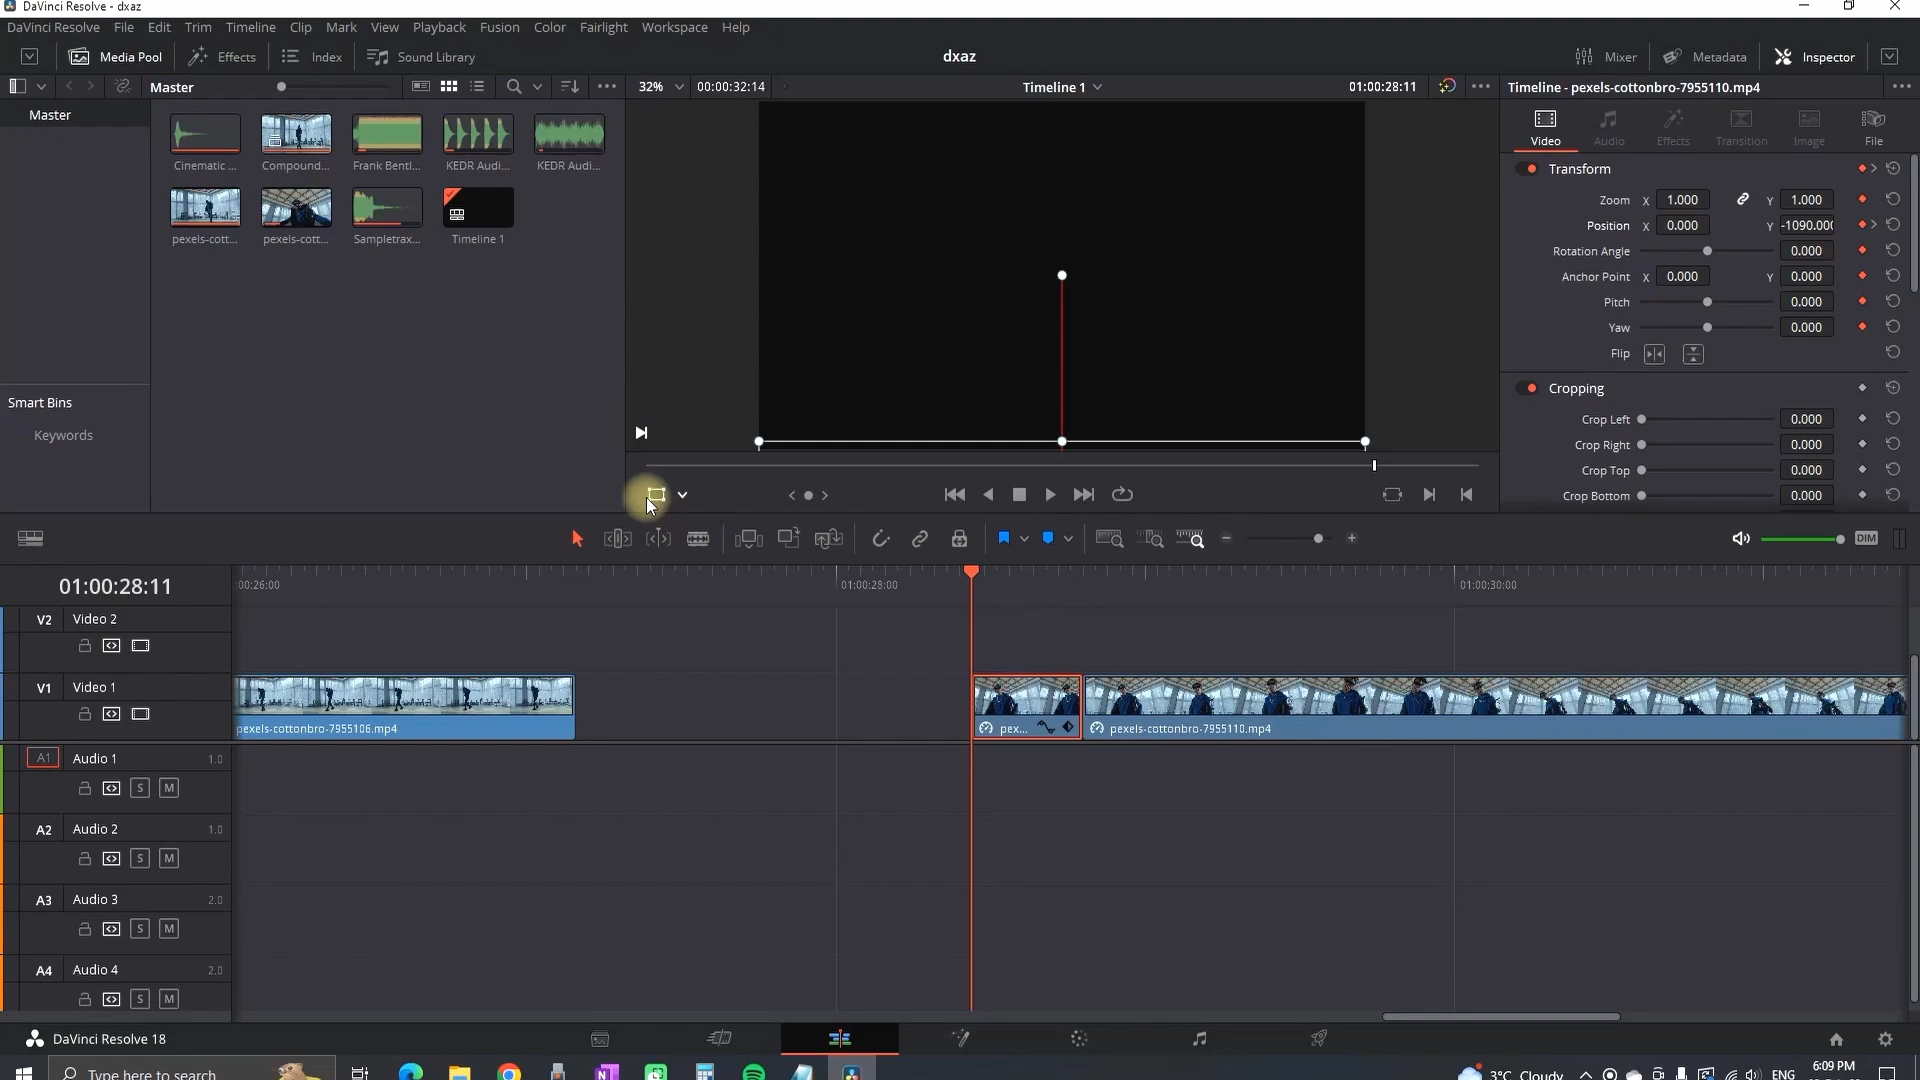 DaVinci Resolve - dxaz
DaVinci Resolve File Edit Trim Timeline Clip Mark View Playback Fusion Color Fairlight Workspace Help
Media Pool Effects Index Sound Library dxaz Mixer Metadata Inspector
Master 32% 00:00:32:14 Timeline 1 01:00:28:11 Timeline - pexels-cottonbro-7955110.mp4
Master
Video Audio Effects Transition Image File
Cinematic ... Compound... Frank Bentl... KEDR Audi... KEDR Audi...
Transform
Zoom X 1.000 Y 1.000
Position X 0.000 Y -1090.000
pexels-cott... pexels-cott... Sampletrax... Timeline 1
Rotation Angle 0.000
Anchor Point X 0.000 Y 0.000
Pitch 0.000
Yaw 0.000
Flip
Cropping
Smart Bins
Keywords
Crop Left 0.000
Crop Right 0.000
Crop Top 0.000
Crop Bottom 0.000
DIM
01:00:28:11
:00:26:00 01:00:28:00 01:00:30:00
V2 Video 2
V1 Video 1
pexels-cottonbro-7955106.mp4 pex... pexels-cottonbro-7955110.mp4
A1 Audio 1 1.0
S M
A2 Audio 2 1.0
S M
A3 Audio 3 2.0
S M
A4 Audio 4 2.0
S M
DaVinci Resolve 18
Type here to search
3°C Cloudy ENG 6:09 PM